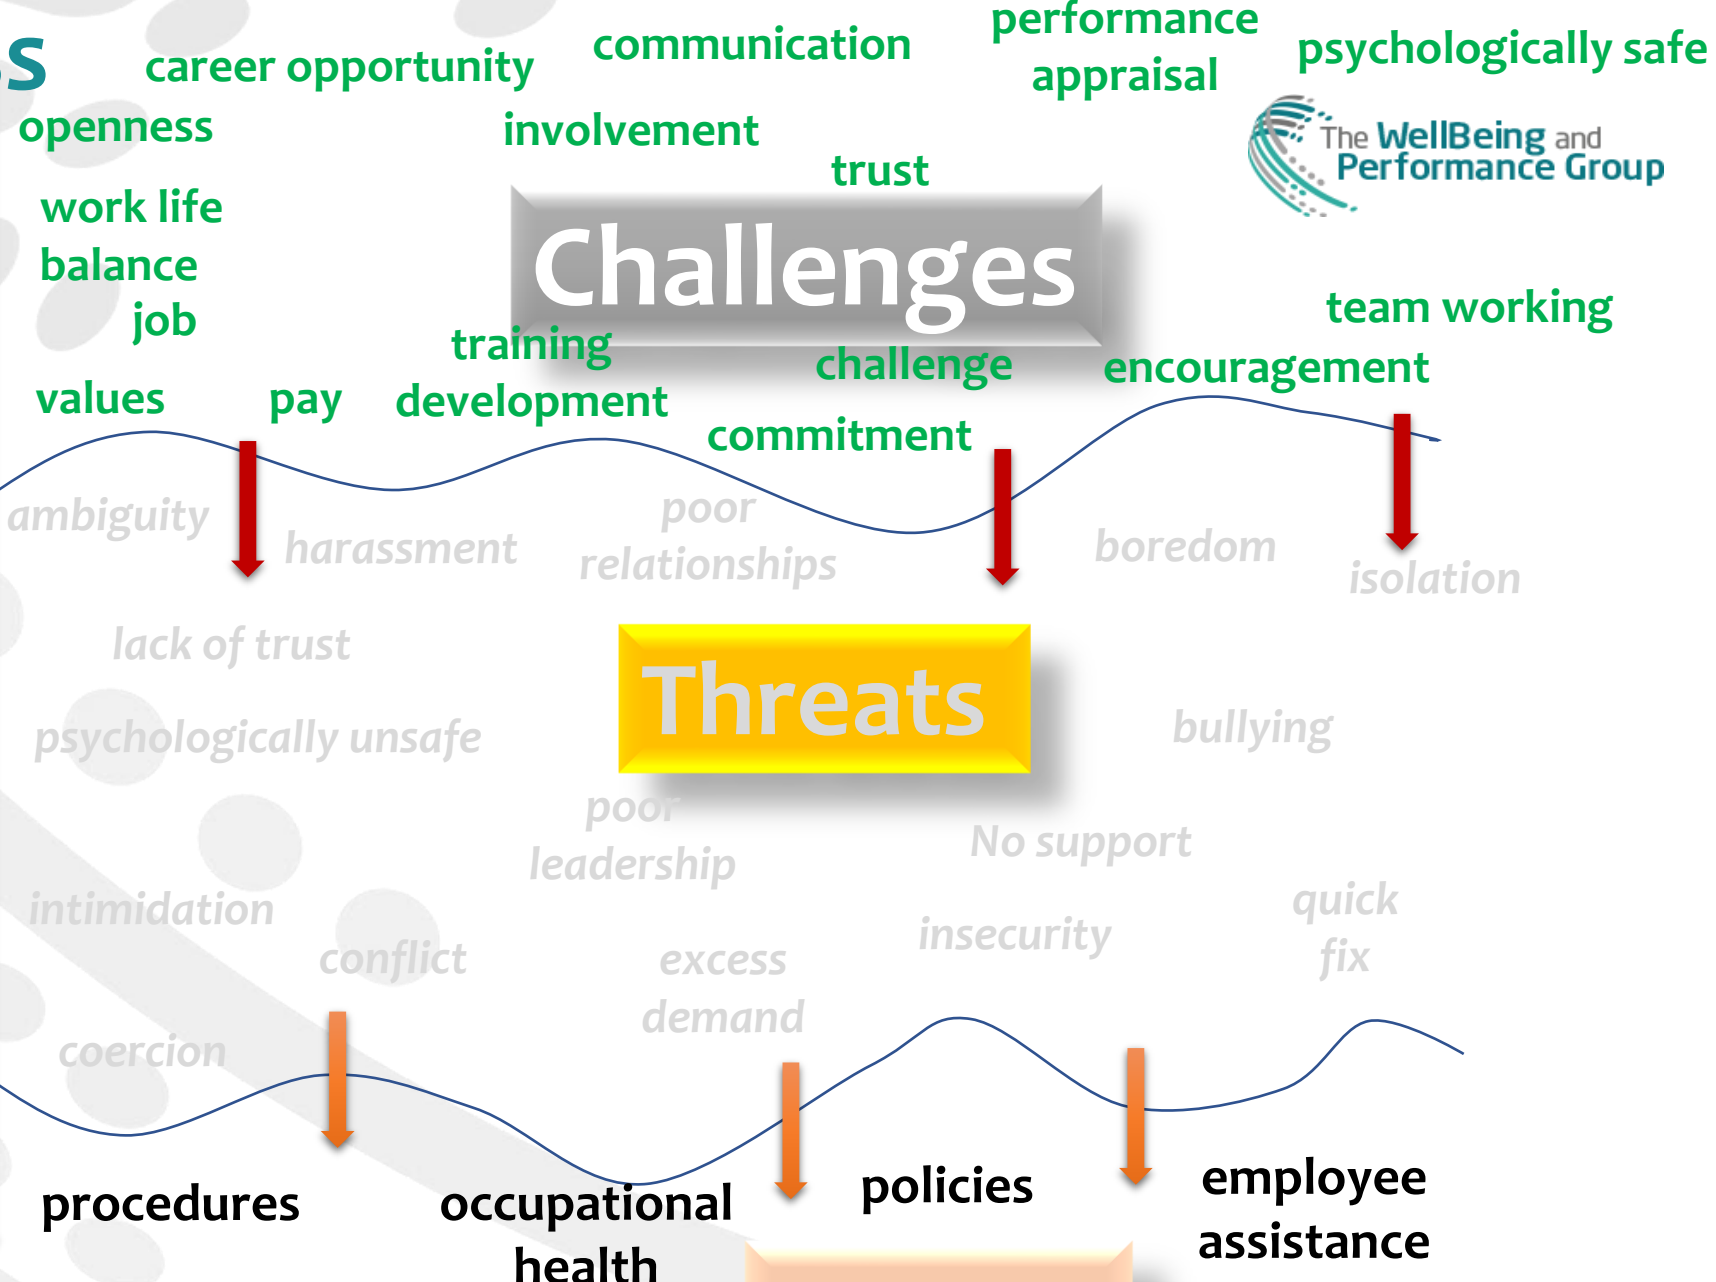 s
career opportunity
communication
performance
appraisal
psychologically safe
openness
involvement
trust
The WellBeing and
Performance Group
work life
balance
job
Challenges
team working
training
development
challenge
encouragement
values
pay
commitment
ambiguity
harassment
poor
relationships
boredom
isolation
lack of trust
Threats
psychologically unsafe
bullying
poor
leadership
No support
intimidation
conflict
excess
demand
insecurity
quick
fix
coercion
procedures
occupational
health
policies
employee
assistance